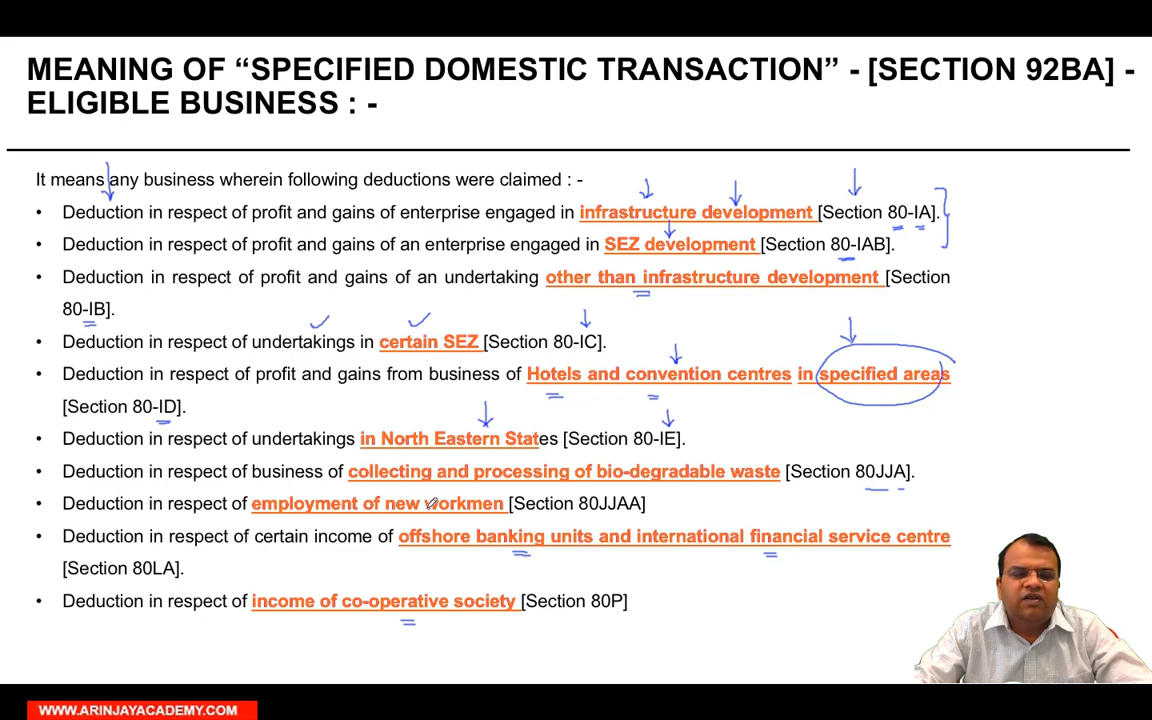 MEANING OF “SPECIFIED DOMESTIC TRANSACTION” - [SECTION 92BA] -
ELIGIBLE BUSINESS : -
It means any business wherein following deductions were claimed : -
• Deduction in respect of profit and gains of enterprise engaged in infrastructure development [Section 80-IA].
• Deduction in respect of profit and gains of an enterprise engaged in SEZ development [Section 80-IAB].
• Deduction in respect of profit and gains of an undertaking other than infrastructure development [Section
80-IB].
• Deduction in respect of undertakings in certain SEZ [Section 80-IC].
• Deduction in respect of profit and gains from business of Hotels and convention centres in specified areas
[Section 80-ID].
• Deduction in respect of undertakings in North Eastern States [Section 80-IE].
• Deduction in respect of business of collecting and processing of bio-degradable waste [Section 80JJA].
• Deduction in respect of employment of new workmen [Section 80JJAA]
• Deduction in respect of certain income of offshore banking units and international financial service centre
[Section 80LA].
• Deduction in respect of income of co-operative society [Section 80P]
WWW.ARINJAYACADEMY.COM